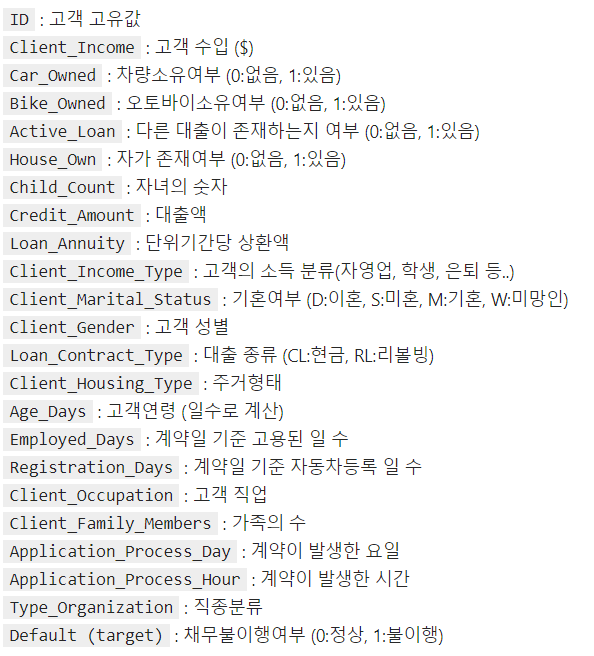 ID : 고객 고유값
Client_Income : 고객 수입 ($)
Car_Owned : 차량소유여부 (0:없음, 1:있음)
Bike_Owned : 오토바이소유여부 (0:없음, 1:있음)
Active_Loan : 다른 대출이 존재하는지 여부 (0:없음, 1:있음)
House_Own : 자가 존재여부 (0:없음, 1:있음)
Child_Count : 자녀의 숫자
Credit_Amount : 대출액
Loan_Annuity : 단위기간당 상환액
Client_Income_Type : 고객의 소득 분류(자영업, 학생, 은퇴 등..)
Client_Marital_Status : 기혼여부 (D:이혼, S:미혼, M:기혼, W:미망인)
Client_Gender : 고객 성별
Loan_Contract_Type : 대출 종류 (CL:현금, RL:리볼빙)
Client_Housing_Type : 주거형태
Age_Days : 고객연령 (일수로 계산)
Employed_Days : 계약일 기준 고용된 일 수
Registration_Days : 계약일 기준 자동차등록 일 수
Client_Occupation : 고객 직업
Client_Family_Members : 가족의 수
Application_Process_Day : 계약이 발생한 요일
Application_Process_Hour : 계약이 발생한 시간
Type_Organization : 직종분류
Default (target) : 채무불이행여부 (0:정상, 1:불이행)